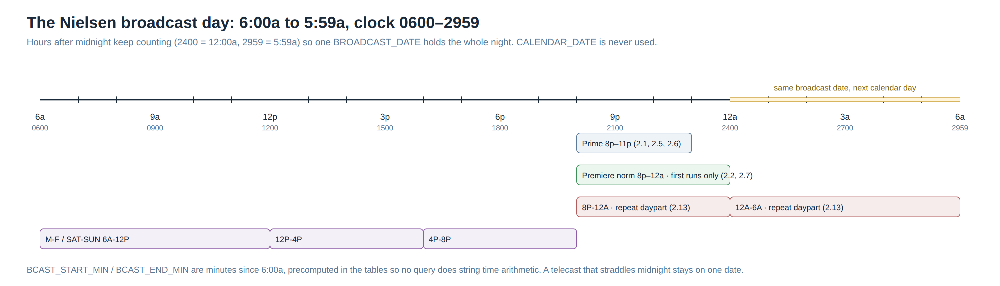 The Nielsen broadcast day: 6:00a to 5:59a, clock 0600–2959
Hours after midnight keep counting (2400 = 12:00a, 2959 = 5:59a) so one BROADCAST_DATE holds the whole night. CALENDAR_DATE is never used.
same broadcast date, next calendar day
6a 9a 12p 3p 6p 9p 12a 3a 6a
0600 0900 1200 1500 1800 2100 2400 2700 2959
Prime 8p–11p (2.1, 2.5, 2.6)
Premiere norm 8p–12a · first runs only (2.2, 2.7)
8P-12A · repeat daypart (2.13) 12A-6A · repeat daypart (2.13)
M-F / SAT-SUN 6A-12P 12P-4P 4P-8P
BCAST_START_MIN / BCAST_END_MIN are minutes since 6:00a, precomputed in the tables so no query does string time arithmetic. A telecast that straddles midnight stays on one date.